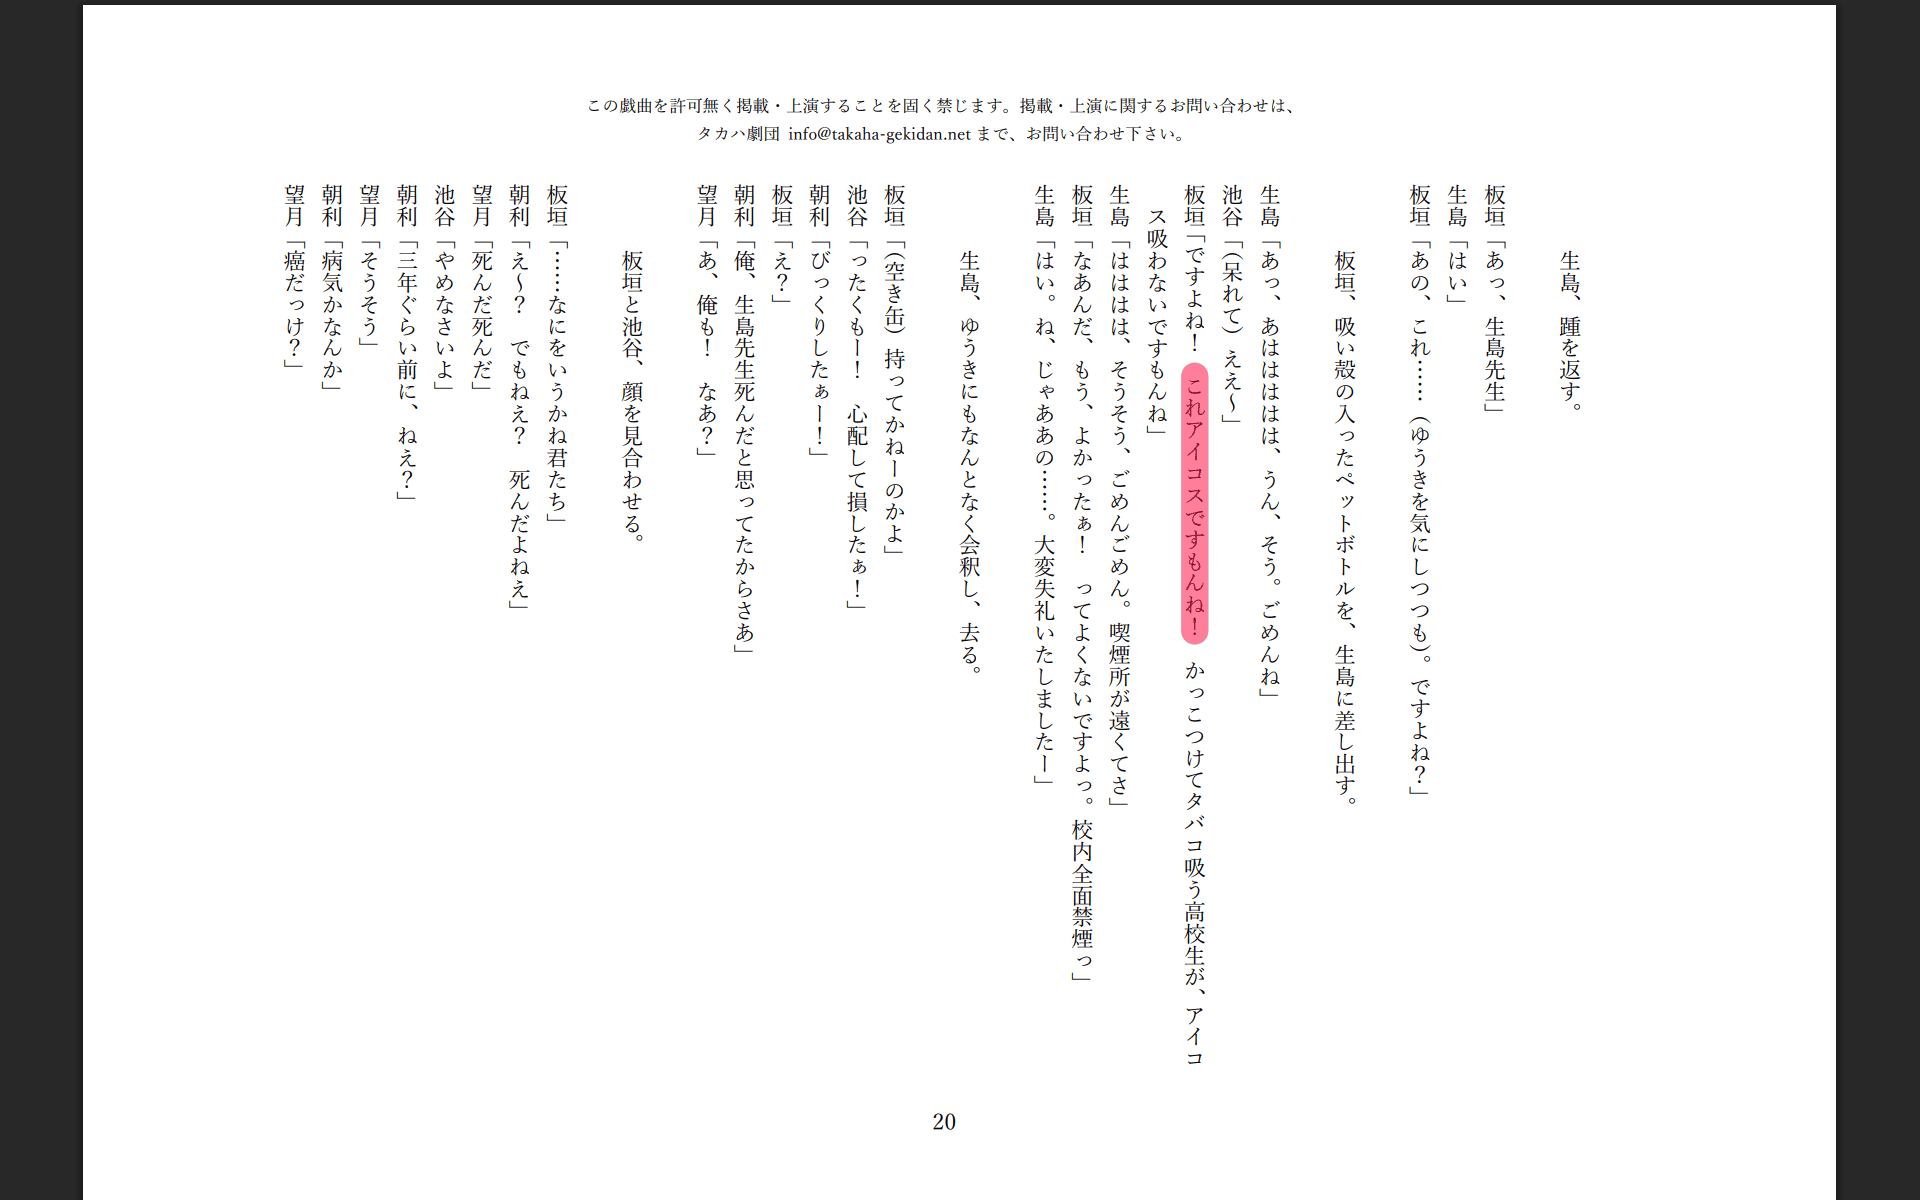 この戯曲を許可無く掲載・上演することを固く禁じます。掲載・上演に関するお問い合わせは、
タカハ劇団 info@takaha-gekidan.net まで、お問い合わせ下さい。
生島、踵を返す。
板垣「あっ、生島先生」
生島「はい」
板垣「あの、これ……（ゆうきを気にしつつも）。ですよね？」
板垣、吸い殻の入ったペットボトルを、生島に差し出す。
生島「あっ、あははははは、うん、そう。ごめんね」
池谷「（呆れて）ええ〜」
板垣「ですよね！　これアイコスですもんね！　かっこつけてタバコ吸う高校生が、アイコ
ス吸わないですもんね」
生島「はははは、そうそう、ごめんごめん。喫煙所が遠くてさ」
板垣「なあんだ、もう、よかったぁ！　ってよくないですよっ。校内全面禁煙っ」
生島「はい。ね、じゃああの……。大変失礼いたしましたー」
生島、ゆうきにもなんとなく会釈し、去る。
板垣「（空き缶）持ってかねーのかよ」
池谷「ったくもー！　心配して損したぁ！」
朝利「びっくりしたぁー！」
板垣「え？」
朝利「俺、生島先生死んだと思ってたからさあ」
望月「あ、俺も！　なあ？」
板垣と池谷、顔を見合わせる。
板垣「……なにをいうかね君たち」
朝利「え〜？　でもねえ？　死んだよねえ」
望月「死んだ死んだ」
池谷「やめなさいよ」
朝利「三年ぐらい前に、ねえ？」
望月「そうそう」
朝利「病気かなんか」
望月「癌だっけ？」
20